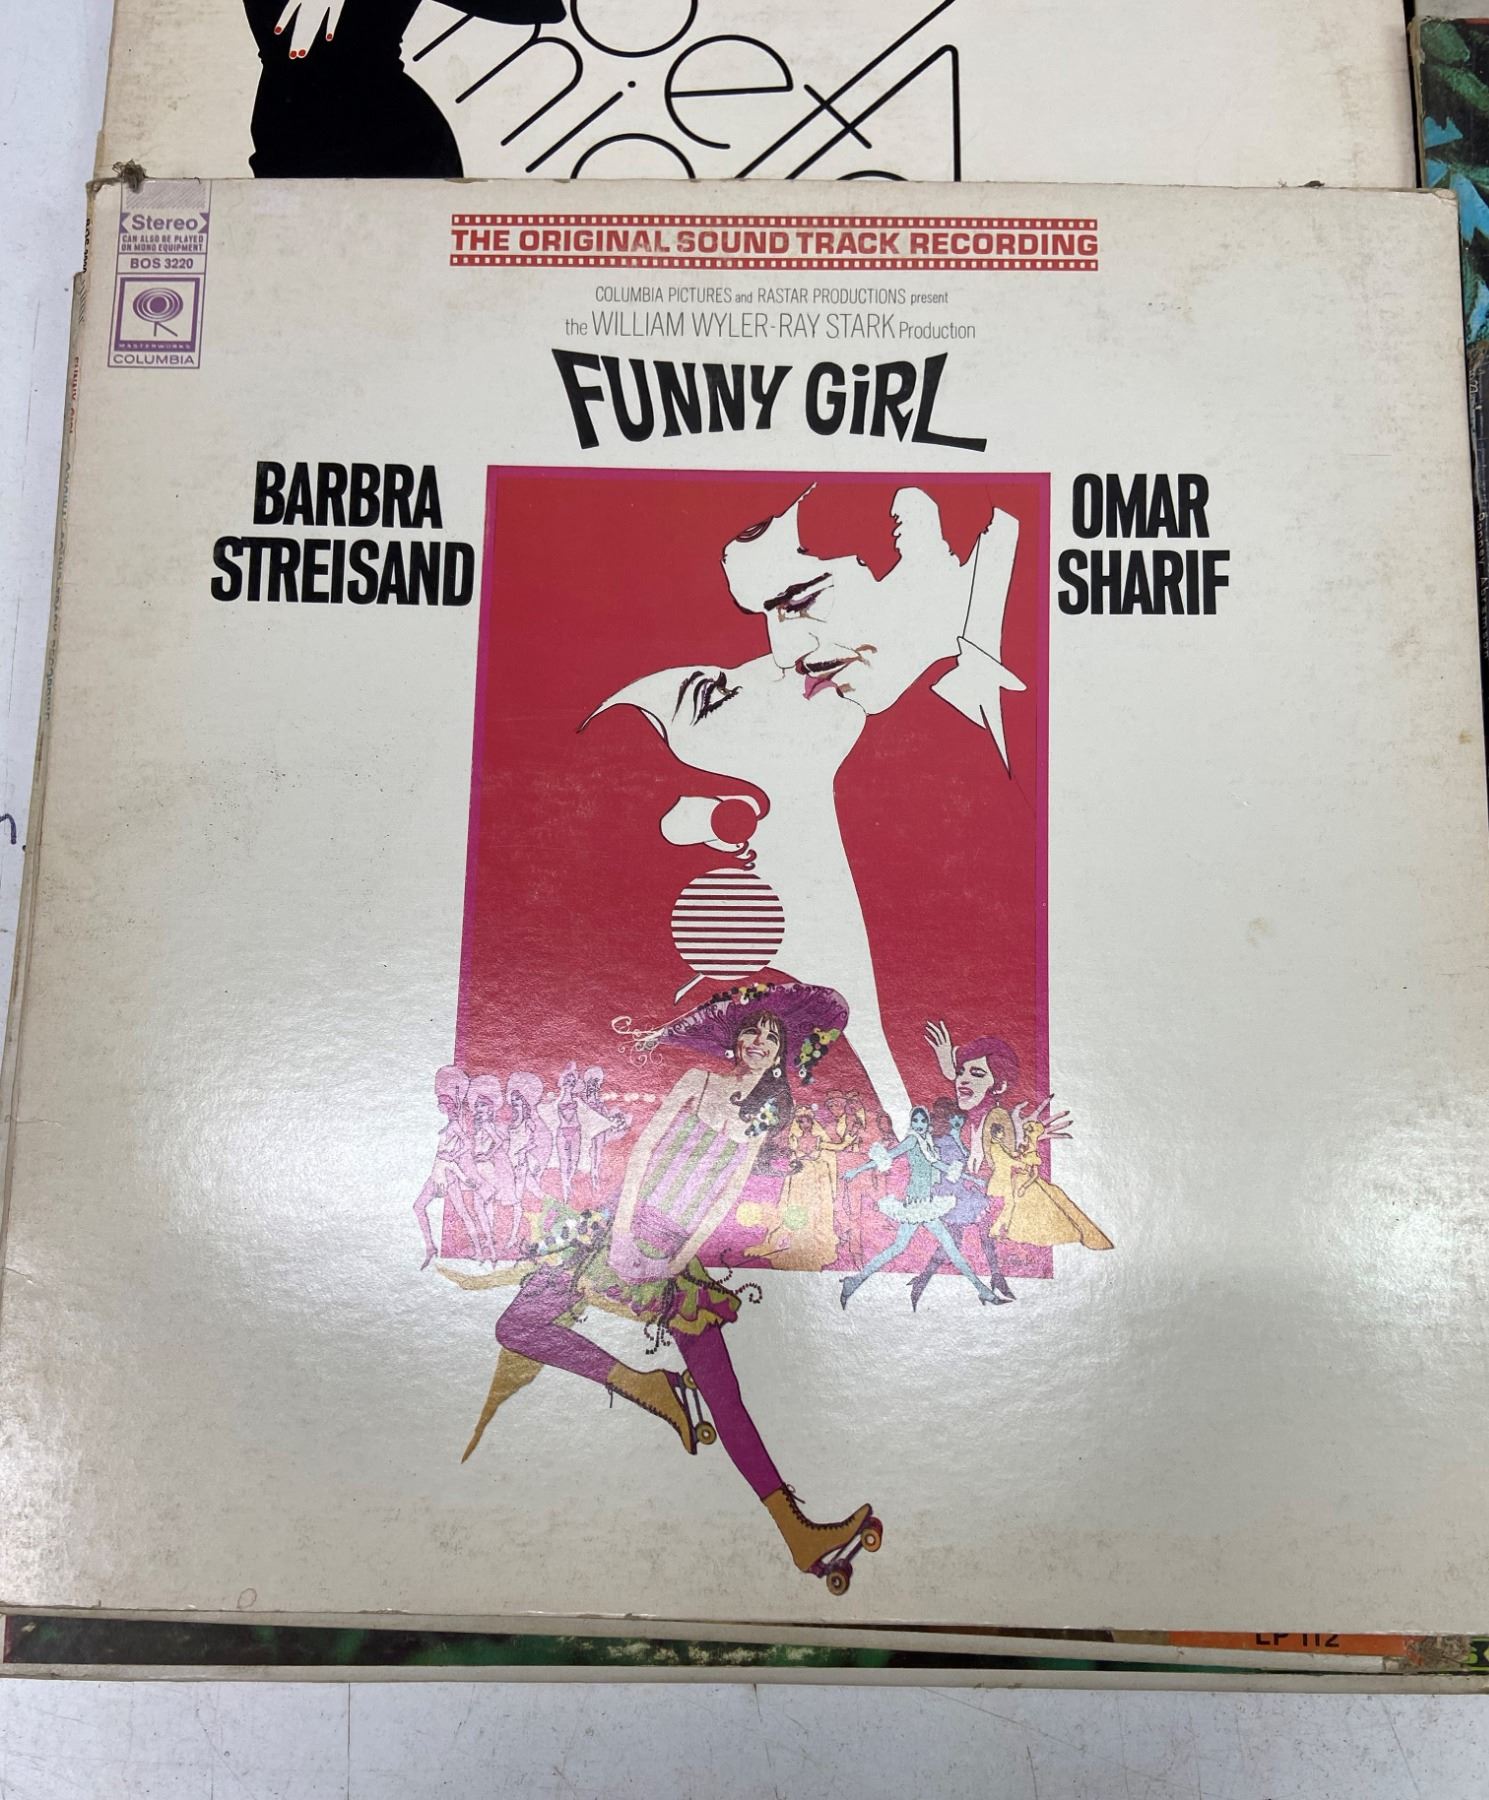 Stereo
CAN ALSO BE PLAYED
ON MONO EQUIPMENT.
BOS 3220
MASTERWORKS
COLUMBIA
THE ORIGINAL SOUND TRACK RECORDING
COLUMBIA PICTURES and RASTAR PRODUCTIONS present
the WILLIAM WYLER-RAY STARK Production
FUNNY GiRL
BARBRA
STREISAND
OMAR
SHARIF
LP 112